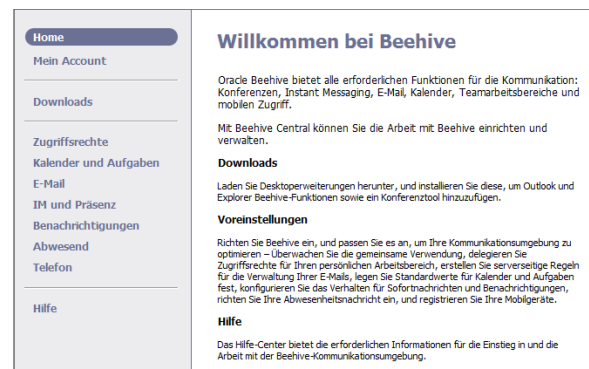 Home
Mein Account
Downloads
Zugriffsrechte
Kalender und Aufgaben
E-Mail
IM und Präsenz
Benachrichtigungen
Abwesend
Telefon
Hilfe
Willkommen bei Beehive
Oracle Beehive bietet alle erforderlichen Funktionen für die Kommunikation:
Konferenzen, Instant Messaging, E-Mail, Kalender, Teamarbeitsbereiche und
mobilen Zugriff.
Mit Beehive Central können Sie die Arbeit mit Beehive einrichten und
verwalten.
Downloads
Laden Sie Desktoperweiterungen herunter, und installieren Sie diese, um Outlook und
Explorer Beehive-Funktionen sowie ein Konferenztool hinzuzufügen.
Voreinstellungen
Richten Sie Beehive ein, und passen Sie es an, um Ihre Kommunikationsumgebung zu
optimieren – Überwachen Sie die gemeinsame Verwendung, delegieren Sie
Zugriffsrechte für Ihren persönlichen Arbeitsbereich, erstellen Sie serverseitige Regeln
für die Verwaltung Ihrer E-Mails, legen Sie Standardwerte für Kalender und Aufgaben
fest, konfigurieren Sie das Verhalten für Sofortnachrichten und Benachrichtigungen,
richten Sie Ihre Abwesenheitsnachricht ein, und registrieren Sie Ihre Mobilgeräte.
Hilfe
Das Hilfe-Center bietet die erforderlichen Informationen für die Einstieg in und die
Arbeit mit der Beehive-Kommunikationsumgebung.